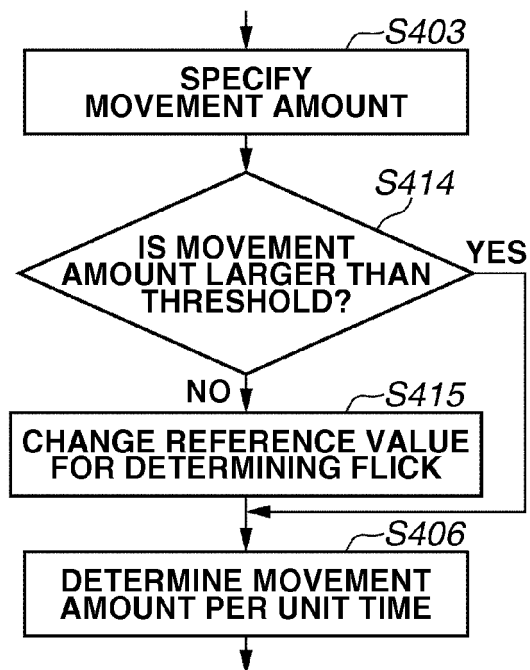 S403
SPECIFY
MOVEMENT AMOUNT
S414
IS MOVEMENT
AMOUNT LARGER THAN
THRESHOLD?
YES
NO
S415
CHANGE REFERENCE VALUE
FOR DETERMINING FLICK
S406
DETERMINE MOVEMENT
AMOUNT PER UNIT TIME